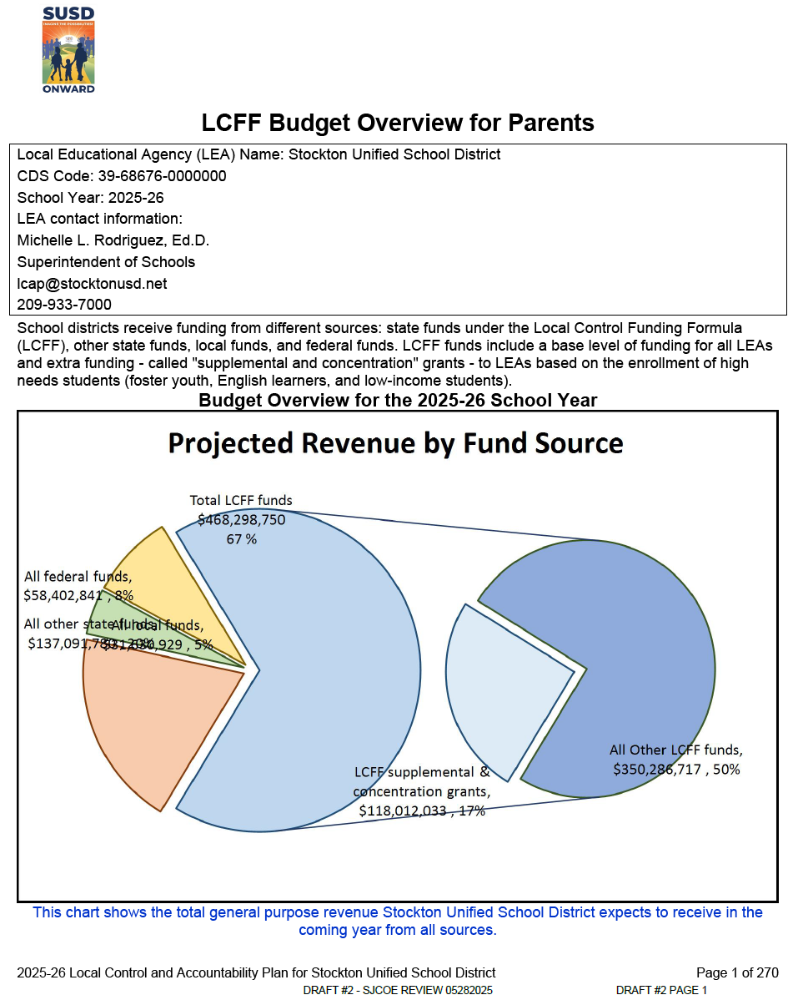 SUSD
IMAGINE THE POSSIBILITIES!
ONWARD
LCFF Budget Overview for Parents
Local Educational Agency (LEA) Name: Stockton Unified School District
CDS Code: 39-68676-0000000
School Year: 2025-26
LEA contact information:
Michelle L. Rodriguez, Ed.D.
Superintendent of Schools
lcap@stocktonusd.net
209-933-7000
School districts receive funding from different sources: state funds under the Local Control Funding Formula
(LCFF), other state funds, local funds, and federal funds. LCFF funds include a base level of funding for all LEAs
and extra funding - called "supplemental and concentration" grants - to LEAs based on the enrollment of high
needs students (foster youth, English learners, and low-income students).
Budget Overview for the 2025-26 School Year
Projected Revenue by Fund Source
Total LCFF funds
$468,298,750
67 %
All federal funds,
$58,402,841 , 8%
All other state funds,
20%
All local funds,
, 5%
LCFF supplemental &
concentration grants,
$118,012,033 , 17%
All Other LCFF funds,
$350,286,717 , 50%
This chart shows the total general purpose revenue Stockton Unified School District expects to receive in the
coming year from all sources.
2025-26 Local Control and Accountability Plan for Stockton Unified School District
Page 1 of 270
DRAFT #2 - SJCOE REVIEW 05282025
DRAFT #2 PAGE 1